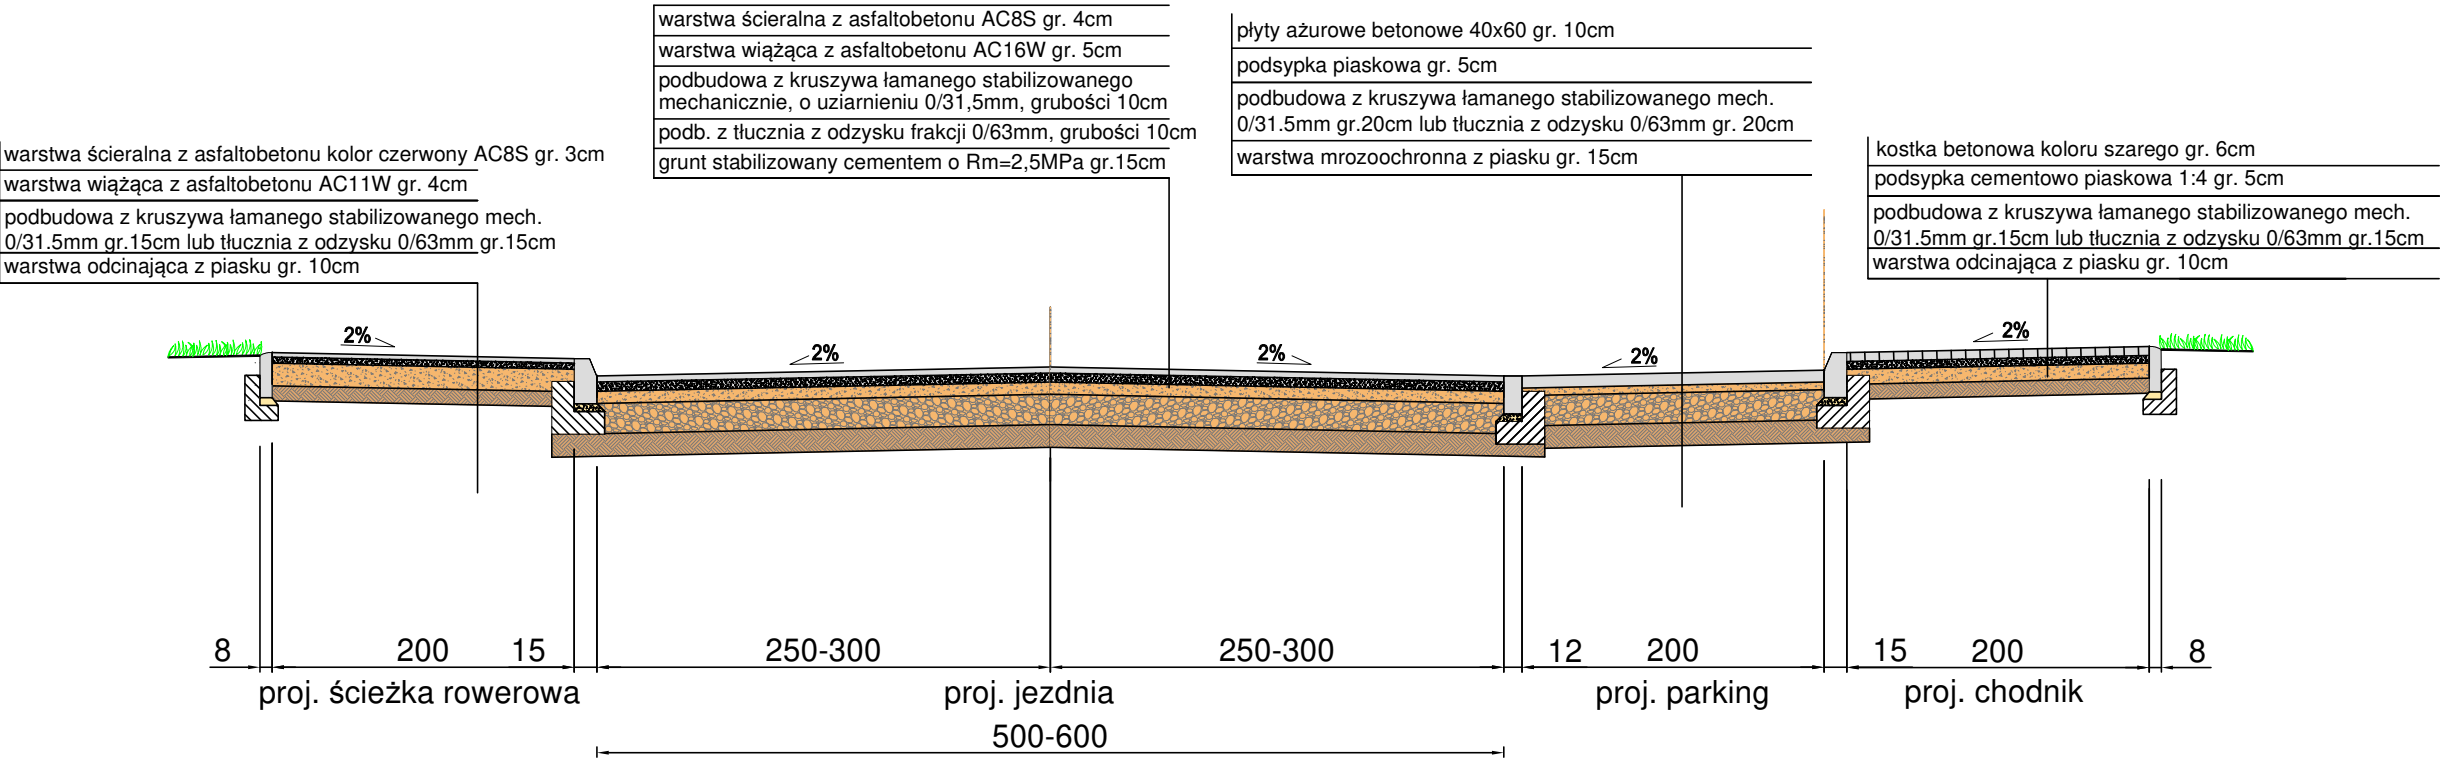 warstwa ścieralna z asfaltobetonu AC8S gr. 4cm
warstwa wiążąca z asfaltobetonu AC16W gr. 5cm
podbudowa z kruszywa łamanego stabilizowanego
mechanicznie, o uziarnieniu 0/31,5mm, grubości 10cm
podb. z tłucznia z odzysku frakcji 0/63mm, grubości 10cm
grunt stabilizowany cementem o Rm=2,5MPa gr.15cm
płyty ażurowe betonowe 40x60 gr. 10cm
podsypka piaskowa gr. 5cm
podbudowa z kruszywa łamanego stabilizowanego mech.
0/31.5mm gr.20cm lub tłucznia z odzysku 0/63mm gr. 20cm
warstwa mrozoochronna z piasku gr. 15cm
warstwa ścieralna z asfaltobetonu kolor czerwony AC8S gr. 3cm
warstwa wiążąca z asfaltobetonu AC11W gr. 4cm
podbudowa z kruszywa łamanego stabilizowanego mech.
0/31.5mm gr.15cm lub tłucznia z odzysku 0/63mm gr.15cm
warstwa odcinająca z piasku gr. 10cm
kostka betonowa koloru szarego gr. 6cm
podsypka cementowo piaskowa 1:4 gr. 5cm
podbudowa z kruszywa łamanego stabilizowanego mech.
0/31.5mm gr.15cm lub tłucznia z odzysku 0/63mm gr.15cm
warstwa odcinająca z piasku gr. 10cm
2% 2% 2% 2% 2%
8 200 15 250-300 250-300 12 200 15 200 8
proj. ścieżka rowerowa proj. jezdnia proj. parking proj. chodnik
500-600